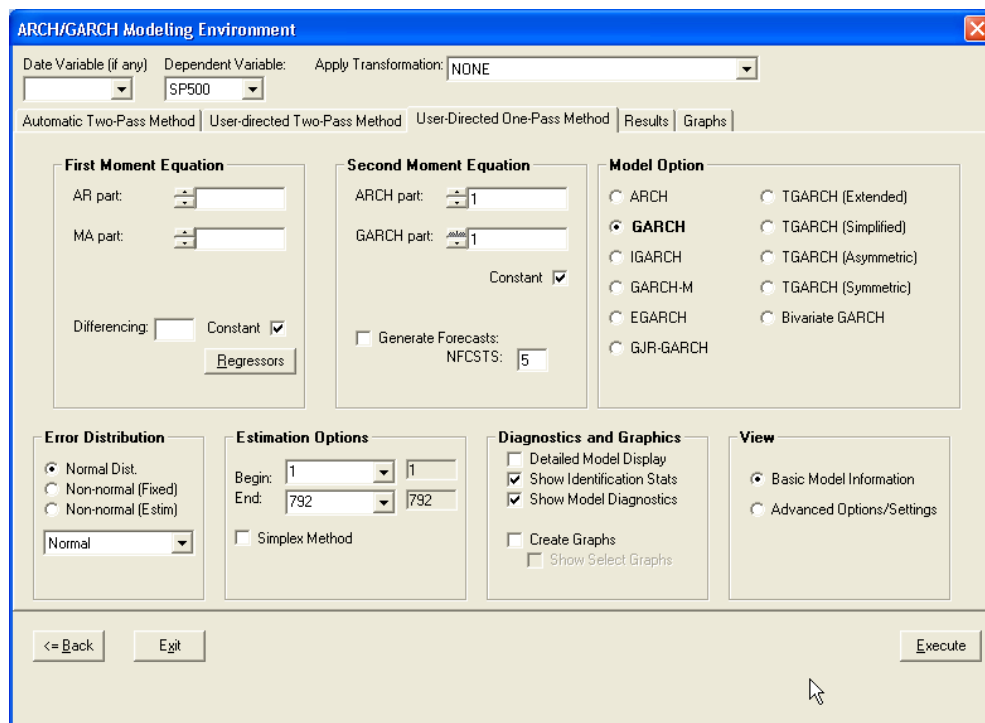 ARCH/GARCH Modeling Environment
Date Variable (if any) Dependent Variable: Apply Transformation: NONE
SP500
Automatic Two-Pass Method User-directed Two-Pass Method User-Directed One-Pass Method Results Graphs
First Moment Equation
AR part:
MA part:
Differencing: Constant
Regressors
Second Moment Equation
ARCH part: 1
GARCH part: 1
Constant
Generate Forecasts:
NFCSTS: 5
Model Option
ARCH
GARCH
IGARCH
GARCH-M
EGARCH
GJR-GARCH
TGARCH (Extended)
TGARCH (Simplified)
TGARCH (Asymmetric)
TGARCH (Symmetric)
Bivariate GARCH
Error Distribution
Normal Dist.
Non-normal (Fixed)
Non-normal (Estim)
Normal
Estimation Options
Begin: 1 1
End: 792 792
Simplex Method
Diagnostics and Graphics
Detailed Model Display
Show Identification Stats
Show Model Diagnostics
Create Graphs
Show Select Graphs
View
Basic Model Information
Advanced Options/Settings
<= Back Exit Execute